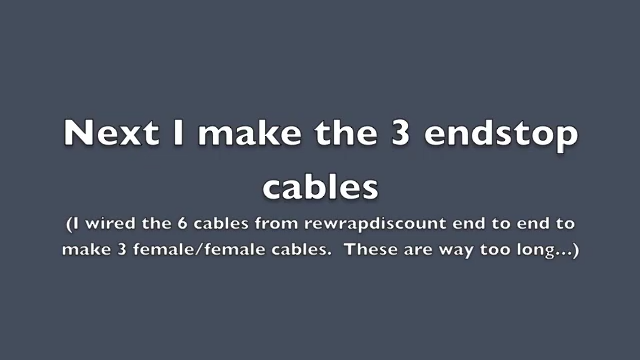 Next I make the 3 endstop
cables
(I wired the 6 cables from rewrapdiscount end to end to
make 3 female/female cables.  These are way too long...)